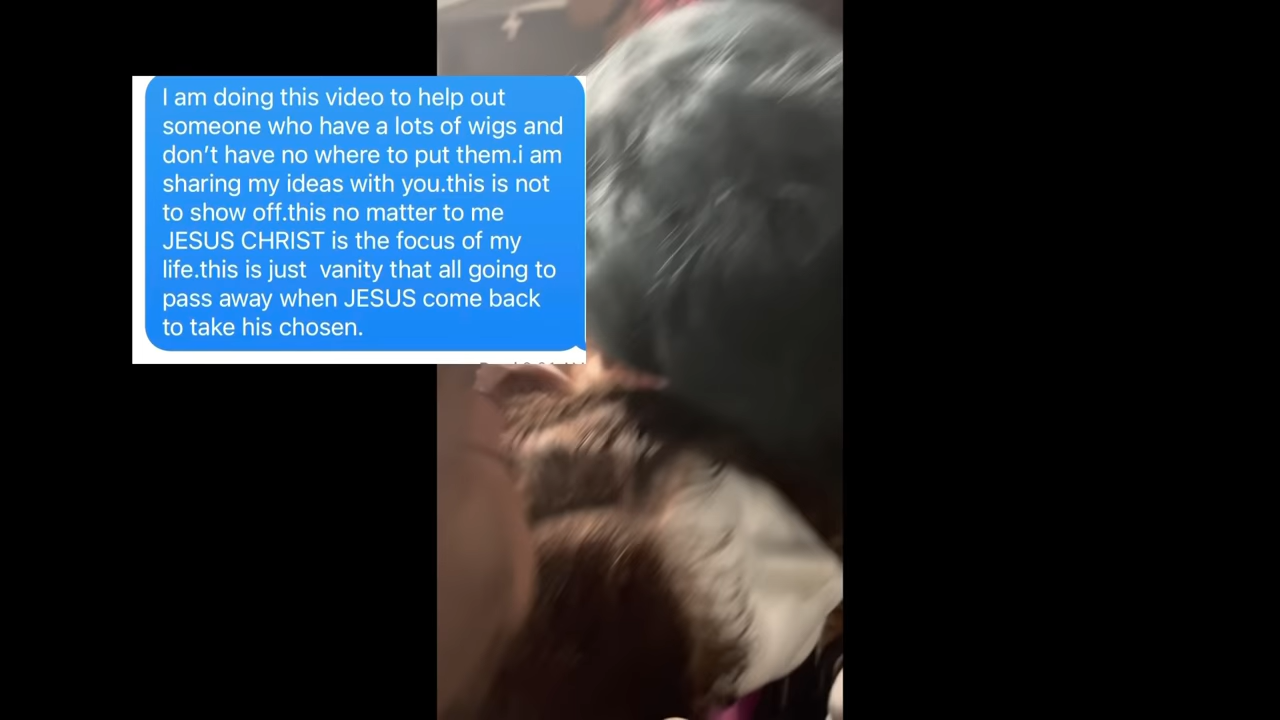 I am doing this video to help out
someone who have a lots of wigs and
don’t have no where to put them.i am
sharing my ideas with you.this is not
to show off.this no matter to me
JESUS CHRIST is the focus of my
life.this is just  vanity that all going to
pass away when JESUS come back
to take his chosen.